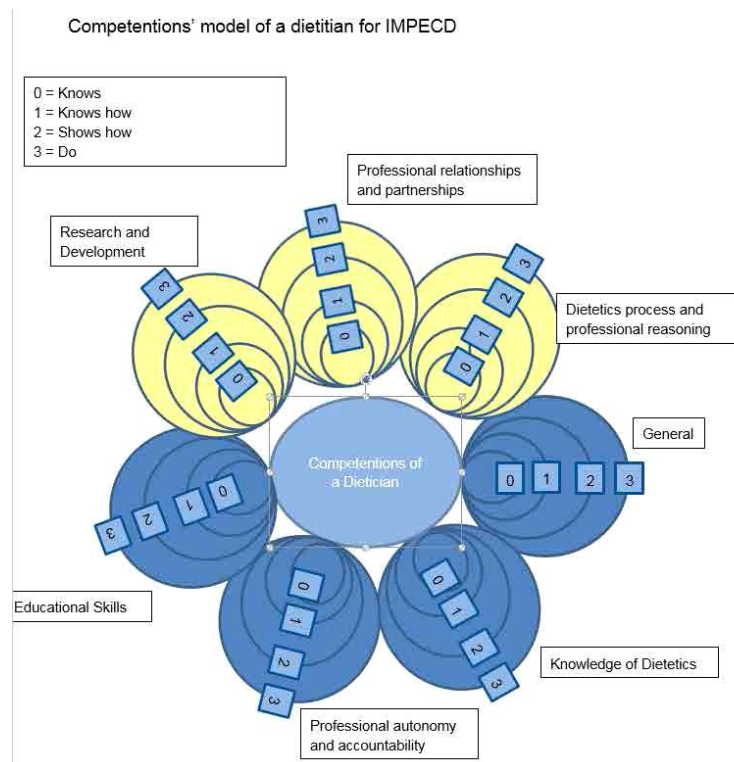 Competentions' model of a dietitian for IMPECD
0 = Knows
1 = Knows how
2 = Shows how
3 = Do
Professional relationships
and partnerships
3
2
1
0
Research and
Development
3
2
1
0
Dietetics process and
professional reasoning
3
2
1
0
General
0
1
2
3
Competentions of
a Dietician
Educational Skills
0
1
2
3
Knowledge of Dietetics
0
1
2
3
Professional autonomy
and accountability
0
1
2
3